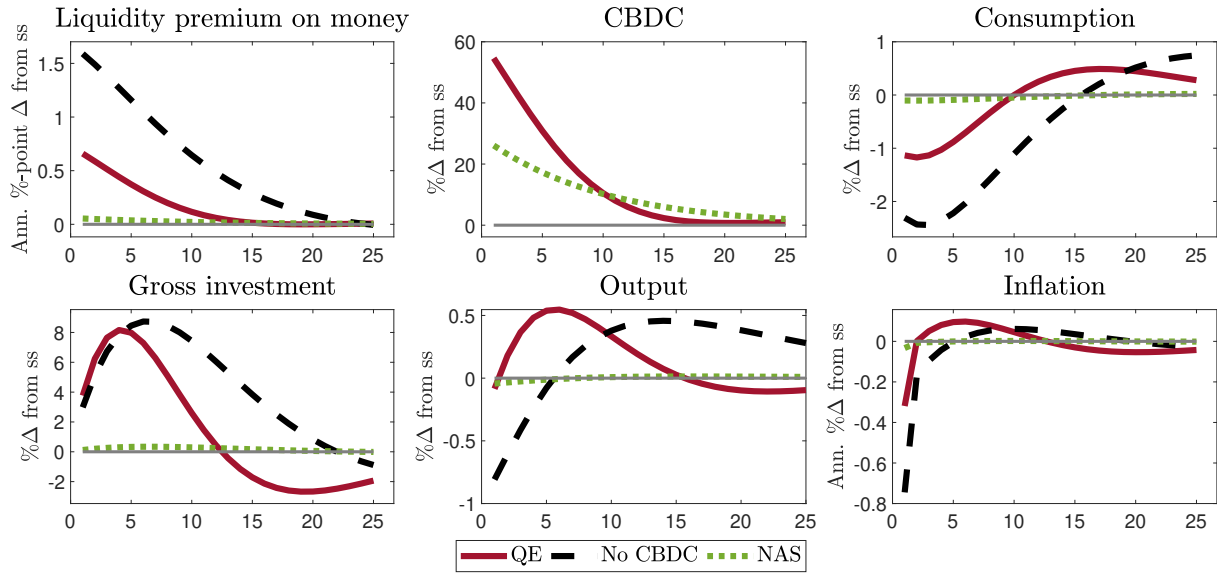 Liquidity premium on money
Ann. %-point Δ from ss
1.5
1
0.5
0
0 5 10 15 20 25
CBDC
%Δ from ss
60
40
20
0
0 5 10 15 20 25
Consumption
%Δ from ss
1
0
-1
-2
0 5 10 15 20 25
Gross investment
%Δ from ss
8
6
4
2
0
-2
0 5 10 15 20 25
Output
%Δ from ss
0.5
0
-0.5
-1
0 5 10 15 20 25
Inflation
Ann. %Δ from ss
0
-0.2
-0.4
-0.6
-0.8
0 5 10 15 20 25
QE No CBDC NAS